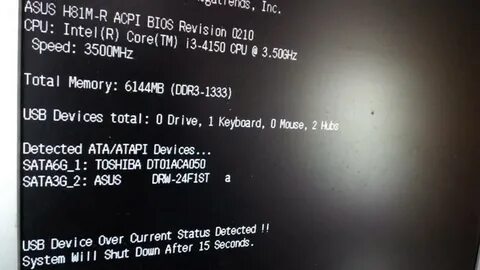 Inc.
ASUS H81M-R ACPI BIOS Revision 0210
CPU: Intel(R) Core(TM) i3-4150 CPU @ 3.50GHz
Speed: 3500MHz
Total Memory: 6144MB (DDR3-1333)
USB Devices total: 0 Drive, 1 Keyboard, 0 Mouse, 2 Hubs
Detected ATA/ATAPI Devices...
SATA6G_1: TOSHIBA DT01ACA050
SATA3G_2: ASUS DRW-24F1ST a
USB Device Over Current Status Detected !!
System Will Shut Down After 15 Seconds.